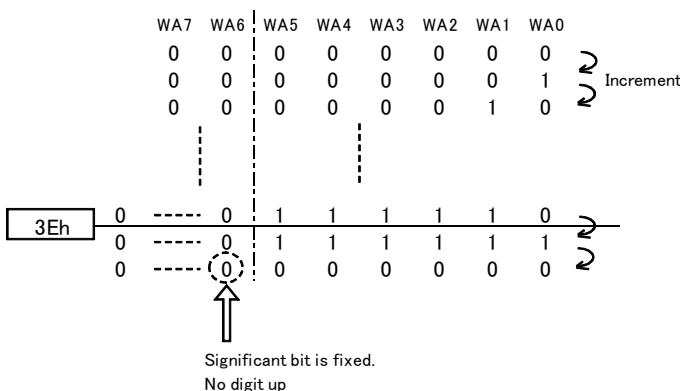 WA7 WA6 WA5 WA4 WA3 WA2 WA1 WA0
0 0 0 0 0 0 0 0
0 0 0 0 0 0 0 1 Increment
0 0 0 0 0 0 1 0
3Eh 0 0 1 1 1 1 1 0
0 0 1 1 1 1 1 1
0 0 0 0 0 0 0 0
Significant bit is fixed.
No digit up